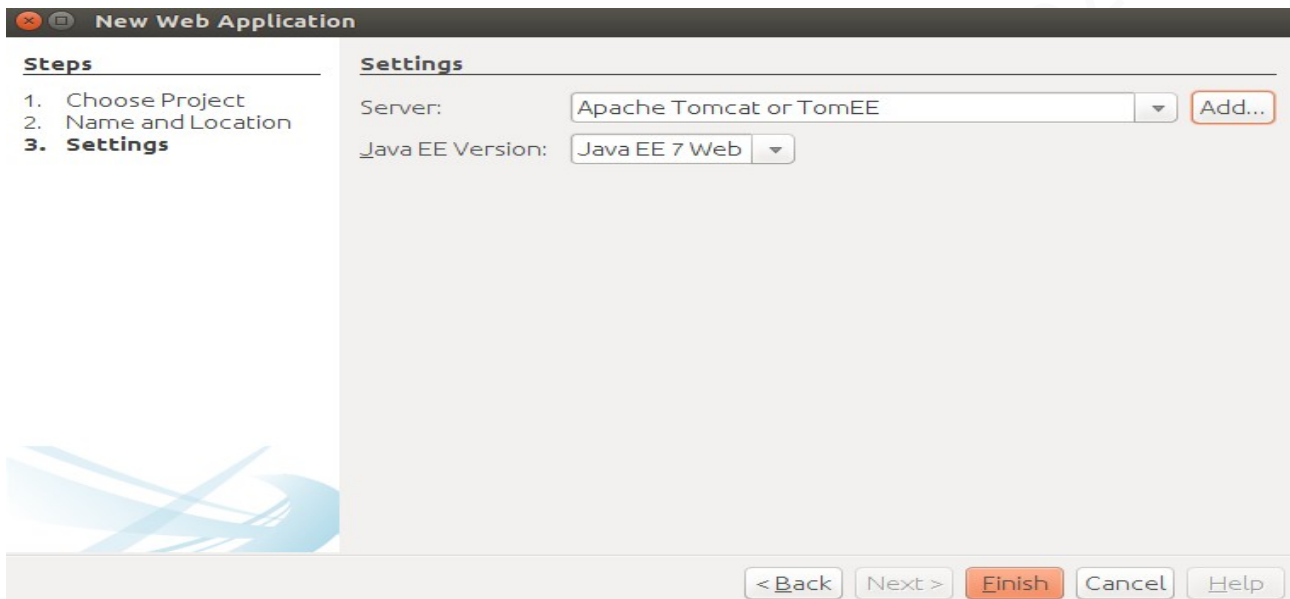 New Web Application
Steps
1. Choose Project
2. Name and Location
3. Settings
Settings
Server: Apache Tomcat or TomEE Add...
Java EE Version: Java EE 7 Web
< Back Next > Finish Cancel Help